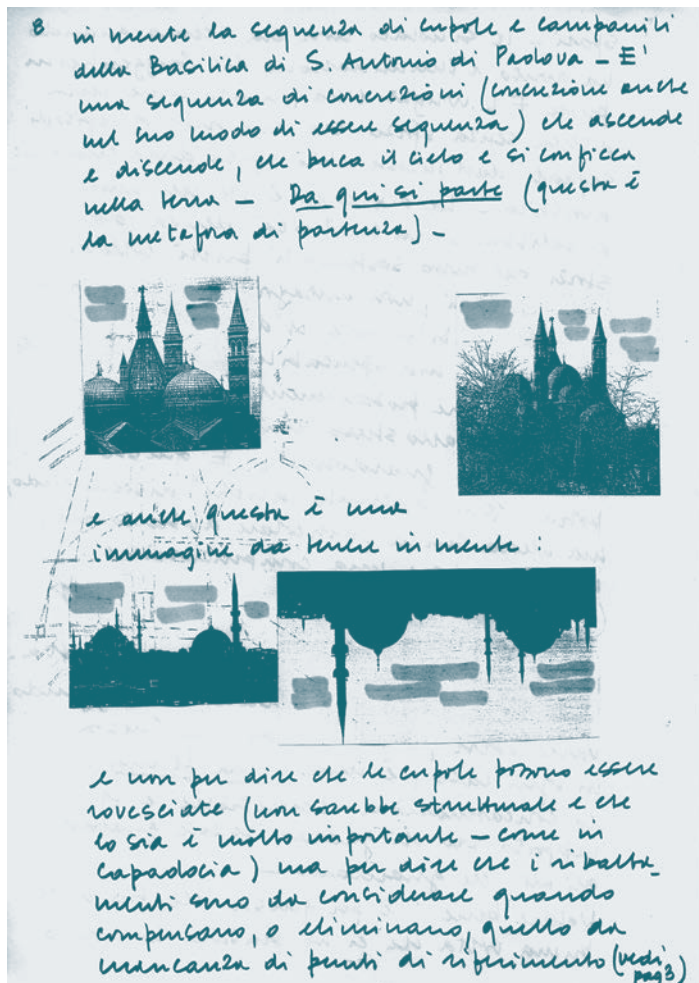 8
in mente la sequenza di cupole e campanili
della Basilica di S. Antonio di Padova – E'
una sequenza di concrezioni (concrezione anche
nel suo modo di essere sequenza) che ascende
e discende, che buca il cielo e si conficca
nella terra – Da qui si parte (questa è
la metafora di partenza) –
e anche questa è una
immagine da tenere in mente :
e non per dire che le cupole possono essere
rovesciate (non sarebbe strutturale e che
lo sia è molto importante – come in
Capadocia) ma per dire che i ribalta-
menti sono da considerare quando
compensano, o eliminano, quello da
mancanza di punti di riferimento (vedi
pag 3)